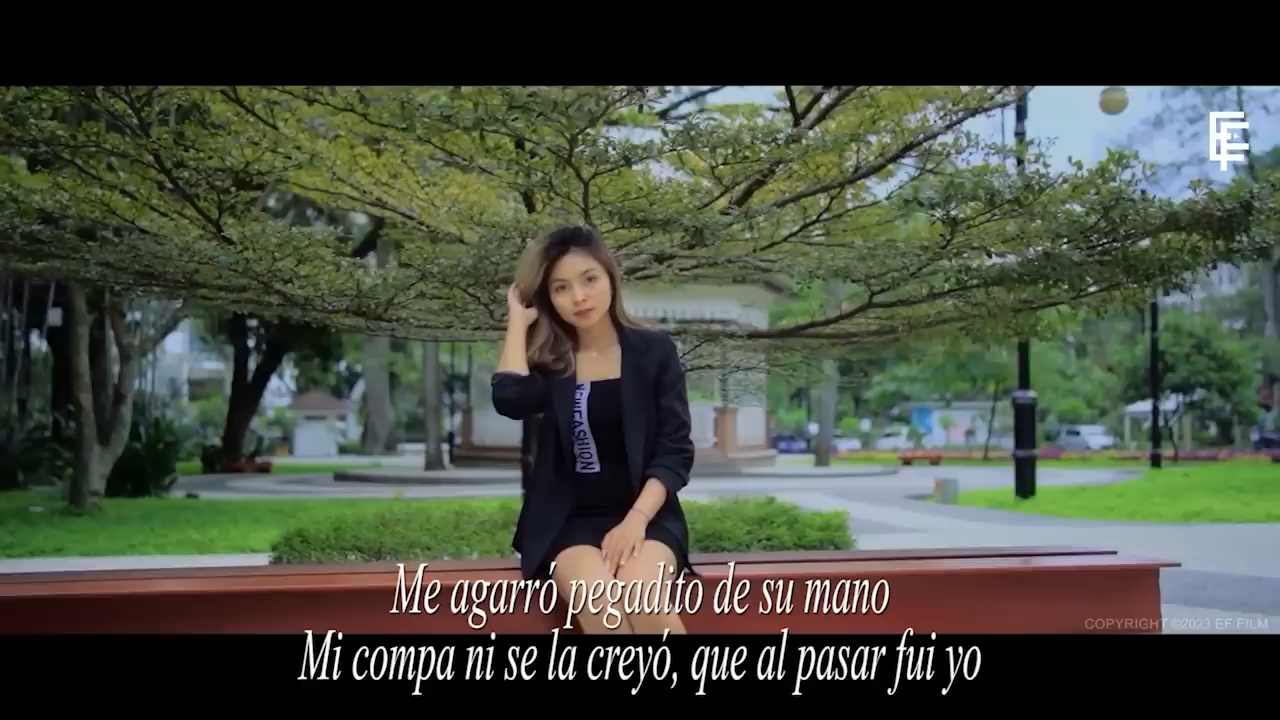 EF
NEWFASHION
COPYRIGHT ©2023 EF FILM
Me agarró pegadito de su mano
Mi compa ni se la creyó, que al pasar fui yo